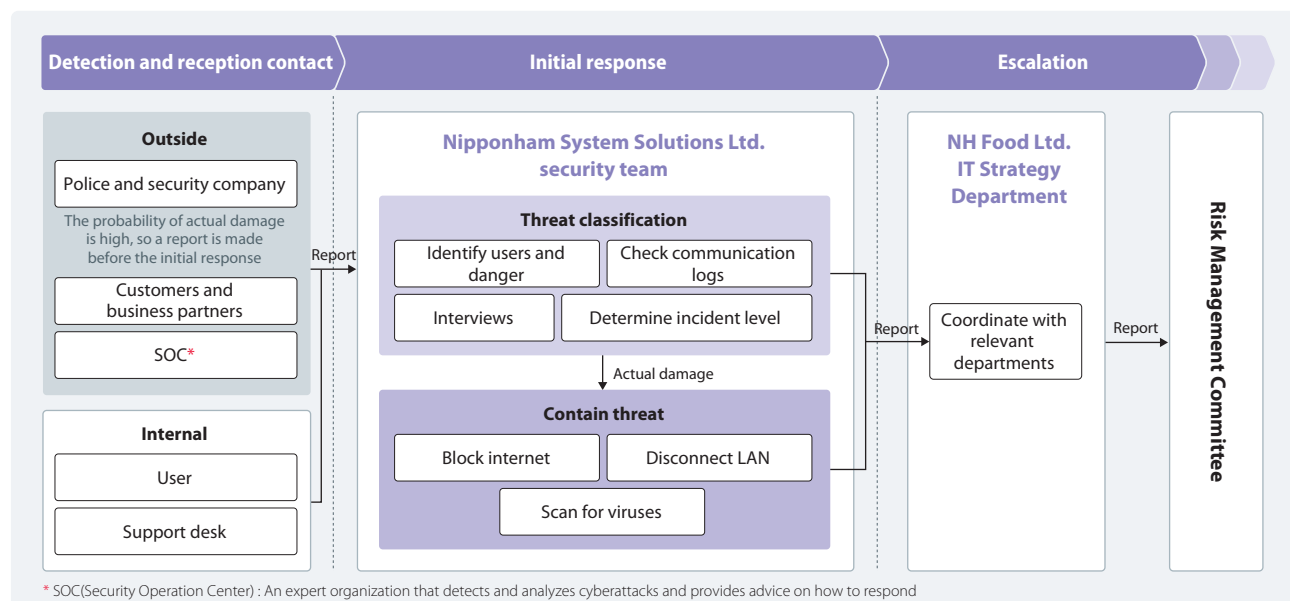 Detection and reception contact
Initial response
Escalation
Outside
Police and security company
The probability of actual damage
is high, so a report is made
before the initial response
Customers and
business partners
SOC*
Internal
User
Support desk
Report
Nipponham System Solutions Ltd.
security team
Threat classification
Identify users and
danger
Check communication
logs
Interviews
Determine incident level
Actual damage
Contain threat
Block internet
Disconnect LAN
Scan for viruses
Report
NH Food Ltd.
IT Strategy
Department
Coordinate with
relevant
departments
Report
Risk Management Committee
* SOC(Security Operation Center) : An expert organization that detects and analyzes cyberattacks and provides advice on how to respond